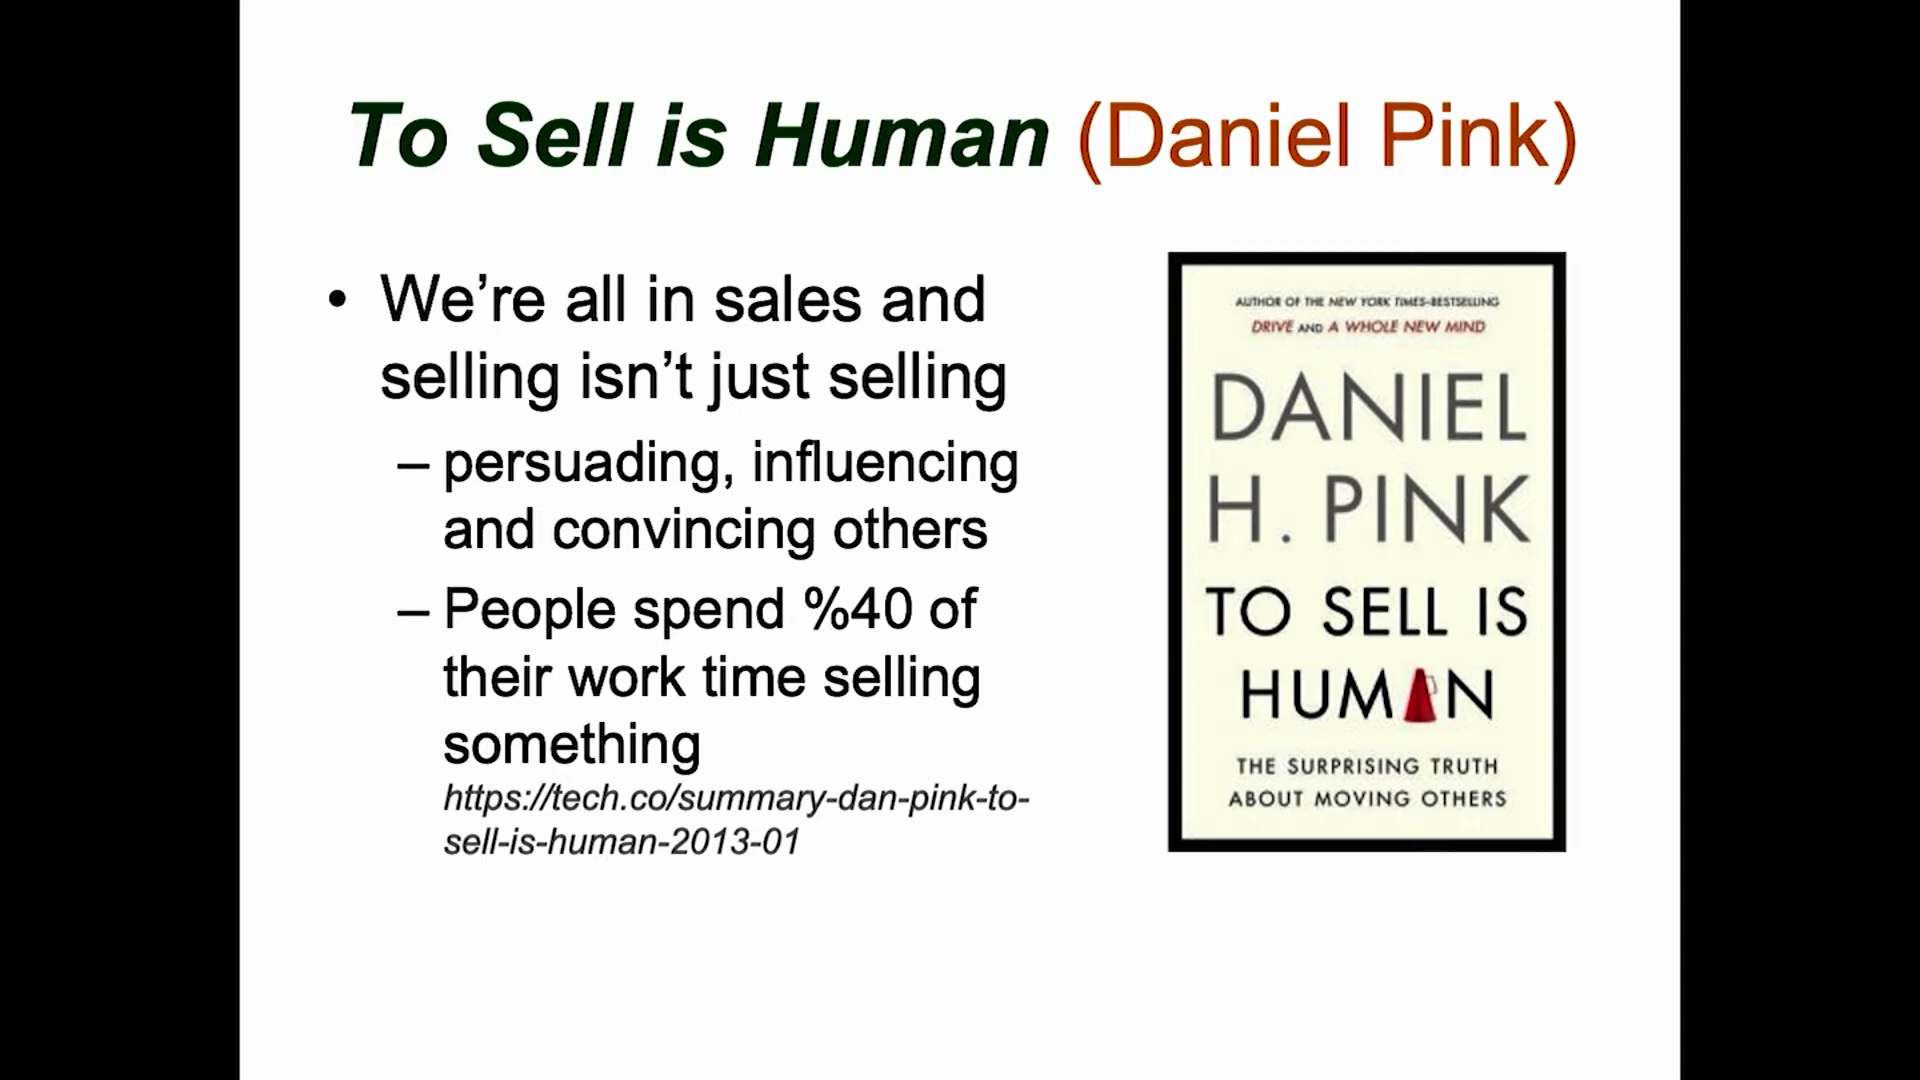 To Sell is Human (Daniel Pink)
• We’re all in sales and
selling isn’t just selling
– persuading, influencing
and convincing others
– People spend %40 of
their work time selling
something
https://tech.co/summary-dan-pink-to-
sell-is-human-2013-01
AUTHOR OF THE NEW YORK TIMES-BESTSELLING
DRIVE AND A WHOLE NEW MIND
DANIEL
H. PINK
TO SELL IS
HUMAN
THE SURPRISING TRUTH
ABOUT MOVING OTHERS